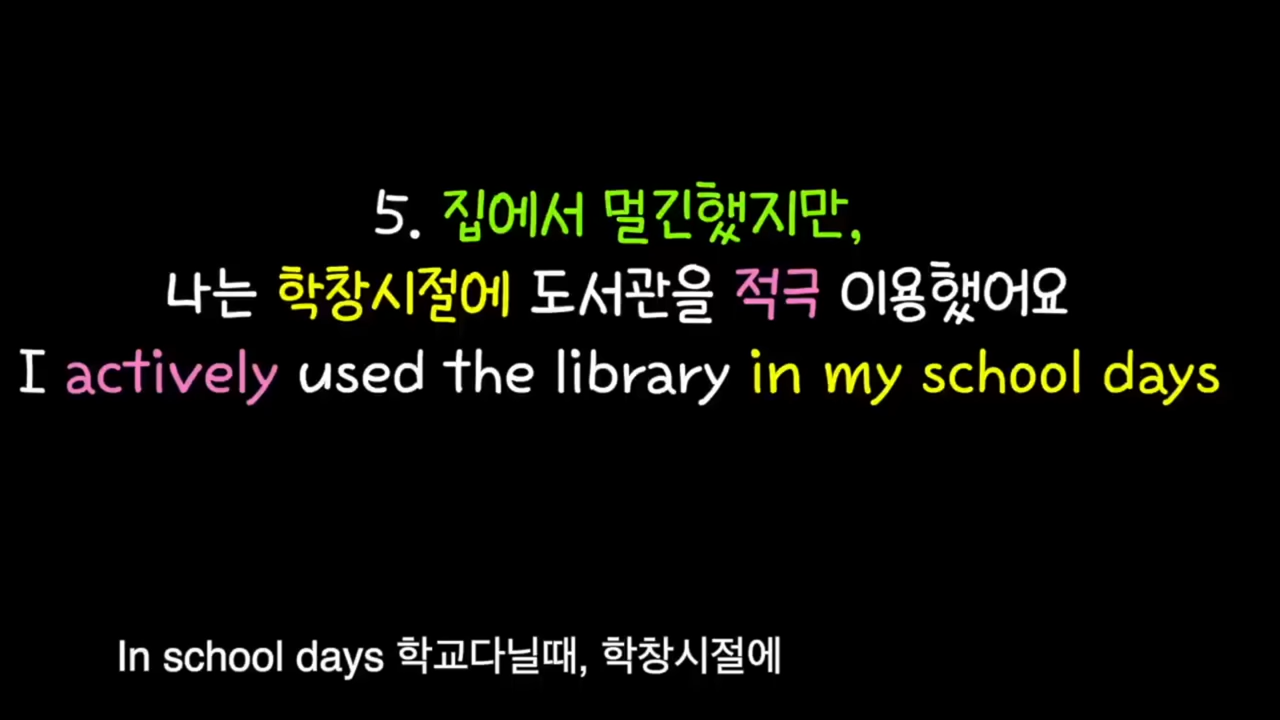 5. 집에서 멀긴했지만,
나는 학창시절에 도서관을 적극 이용했어요
I actively used the library in my school days
In school days 학교다닐때, 학창시절에